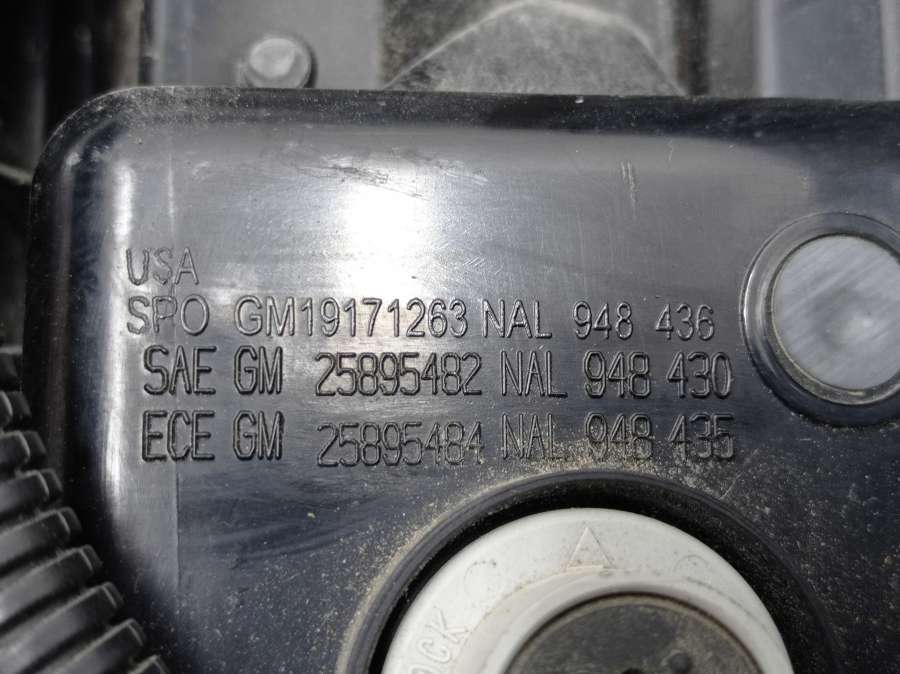 USA
SPO GM19171263 NAL 948 436
SAE GM 25895482 NAL 948 430
ECE GM 25895484 NAL 948 435